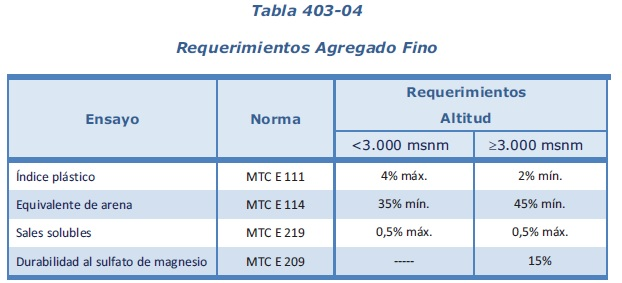 Tabla 403-04
Requerimientos Agregado Fino
Ensayo Norma Requerimientos
Altitud
<3.000 msnm ≥3.000 msnm
Índice plástico MTC E 111 4% máx. 2% mín.
Equivalente de arena MTC E 114 35% mín. 45% mín.
Sales solubles MTC E 219 0,5% máx. 0,5% máx.
Durabilidad al sulfato de magnesio MTC E 209 ----- 15%